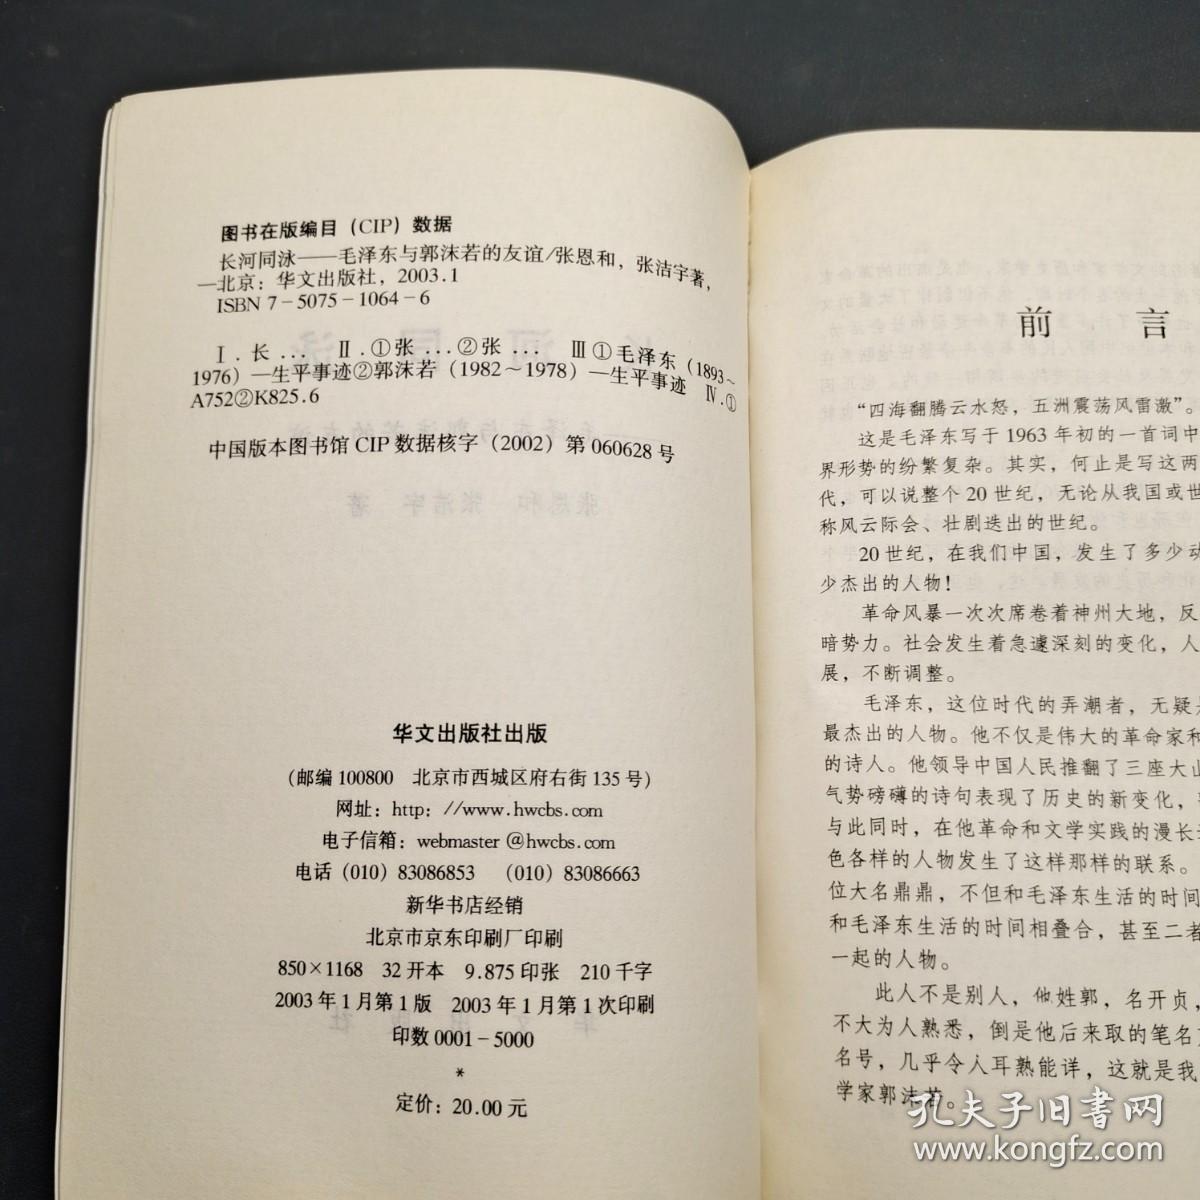 图书在版编目（CIP）数据
长河同泳——毛泽东与郭沫若的友谊/张恩和，张洁宇著，
—北京：华文出版社，2003.1
ISBN 7－5075－1064－6
Ⅰ．长… Ⅱ．①张…②张… Ⅲ①毛泽东（1893～
1976）—生平事迹②郭沫若（1982～1978）—生平事迹 Ⅳ．①
A752②K825.6
中国版本图书馆 CIP 数据核字（2002）第 060628 号
华文出版社出版
（邮编 100800 北京市西城区府右街 135 号）
网址：http：//www.hwcbs.com
电子信箱：webmaster@hwcbs.com
电话（010）83086853 （010）83086663
新华书店经销
北京市京东印刷厂印刷
850×1168 32 开本 9.875 印张 210 千字
2003 年 1 月第 1 版 2003 年 1 月第 1 次印刷
印数 0001－5000
*
定价：20.00 元
前言
“四海翻腾云水怒，五洲震荡风雷激”。
这是毛泽东写于 1963 年初的一首词中
界形势的纷繁复杂。其实，何止是写这两
代，可以说整个 20 世纪，无论从我国或世
称风云际会、壮剧迭出的世纪。
20 世纪，在我们中国，发生了多少动
少杰出的人物！
革命风暴一次次席卷着神州大地，反
暗势力。社会发生着急遽深刻的变化，人
展，不断调整。
毛泽东，这位时代的弄潮者，无疑是
最杰出的人物。他不仅是伟大的革命家和
的诗人。他领导中国人民推翻了三座大山
气势磅礴的诗句表现了历史的新变化，
与此同时，在他革命和文学实践的漫长
色各样的人物发生了这样那样的联系。
位大名鼎鼎，不但和毛泽东生活的时间
和毛泽东生活的时间相叠合，甚至二者
一起的人物。
此人不是别人，他姓郭，名开贞，
不大为人熟悉，倒是他后来取的笔名
名号，几乎令人耳熟能详，这就是我
学家郭沫若。
孔夫子旧书网
www.kongfz.com